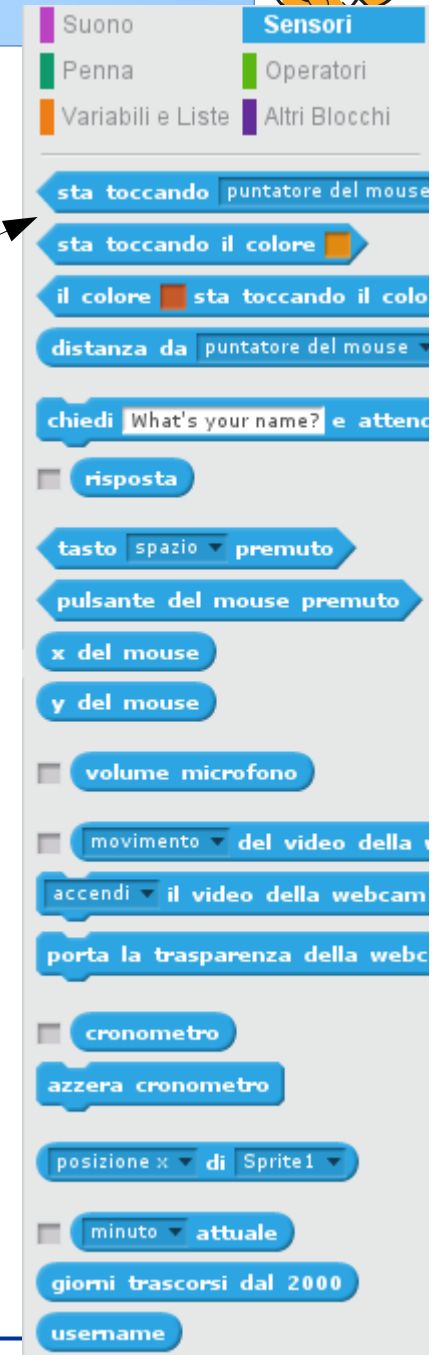 Suono Sensori
Penna Operatori
Variabili e Liste Altri Blocchi
sta toccando puntatore del mouse
sta toccando il colore
il colore sta toccando il colo
distanza da puntatore del mouse
chiedi What's your name? e attend
risposta
tasto spazio premuto
pulsante del mouse premuto
x del mouse
y del mouse
volume microfono
movimento del video della
accendi il video della webcam
porta la trasparenza della webc
cronometro
azzera cronometro
posizione x di Sprite1
minuto attuale
giorni trascorsi dal 2000
username